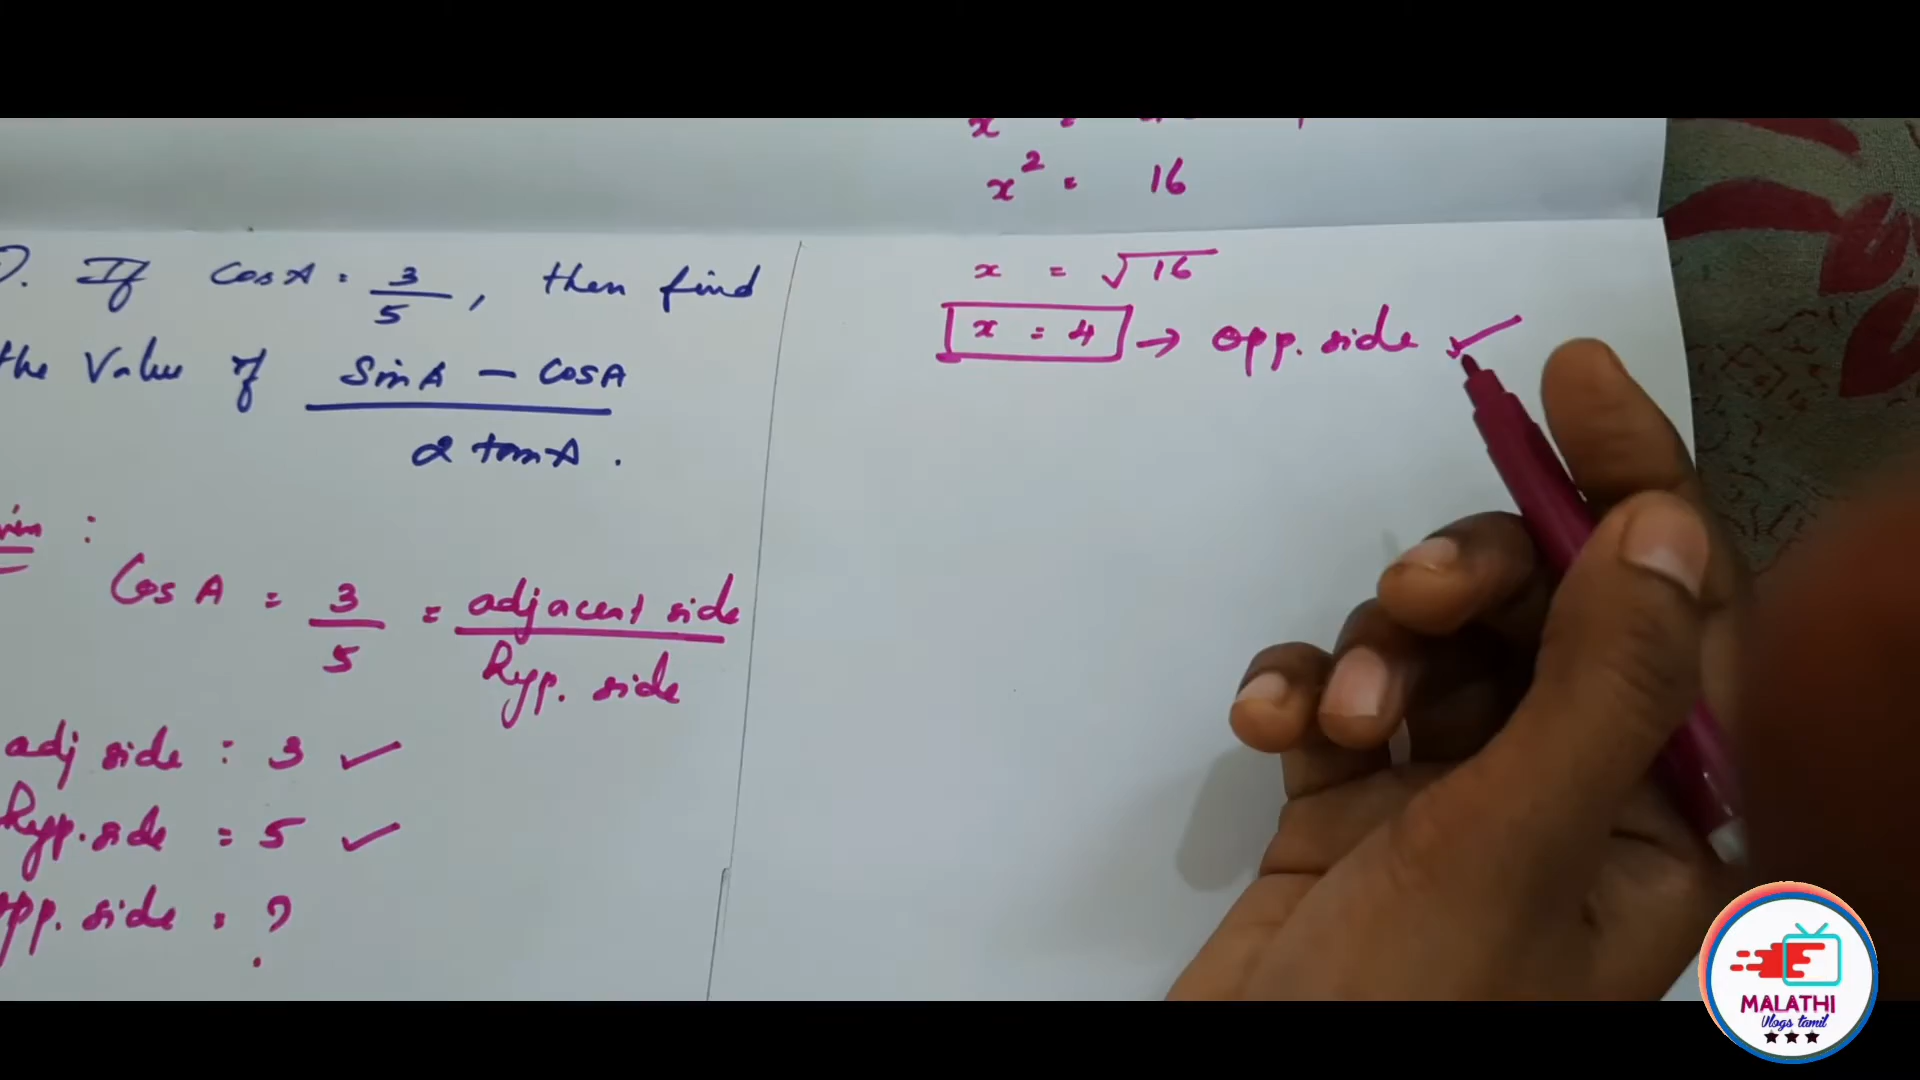 If CosA = 3/5, then find
the Value of SinA - CosA
2 tanA.
:
Cos A = 3/5 = adjacent side
hyp. side
adj side : 3 ✓
hyp. side = 5 ✓
opp. side = ?
x² = 16
x = √16
x = 4 → opp. side ✓
MALATHI
Vlogs tamil